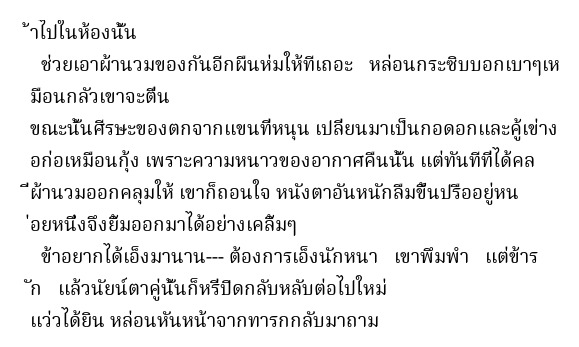 ้าไปในห้องนั้น
ช่วยเอาผ้านวมของกันอีกผืนห่มให้ทีเถอะ หล่อนกระซิบบอกเบาๆเห
มือนกลัวเขาจะตื่น
ขณะนั้นศีรษะของตกจากแขนที่หนุน เปลี่ยนมาเป็นกอดอกและคู้เข่าง
อก่อเหมือนกุ้ง เพราะความหนาวของอากาศคืนนั้น แต่ทันทีที่ได้คล
ี่ผ้านวมออกคลุมให้ เขาก็ถอนใจ หนังตาอันหนักลืมขึ้นปรืออยู่หน
่อยหนึ่งจึงยิ้มออกมาได้อย่างเคลิ้มๆ
ข้าอยากได้เอ็งมานาน--- ต้องการเอ็งนักหนา เขาพึมพำ แต่ข้าร
ัก แล้วนัยน์ตาคู่นั้นก็หรี่ปิดกลับหลับต่อไปใหม่
แว่วได้ยิน หล่อนหันหน้าจากทารกกลับมาถาม